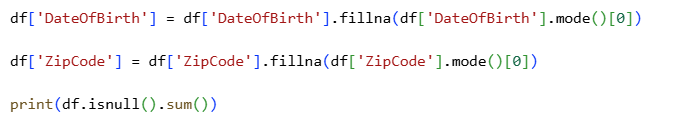 df['DateOfBirth'] = df['DateOfBirth'].fillna(df['DateOfBirth'].mode()[0])
df['ZipCode'] = df['ZipCode'].fillna(df['ZipCode'].mode()[0])
print(df.isnull().sum())